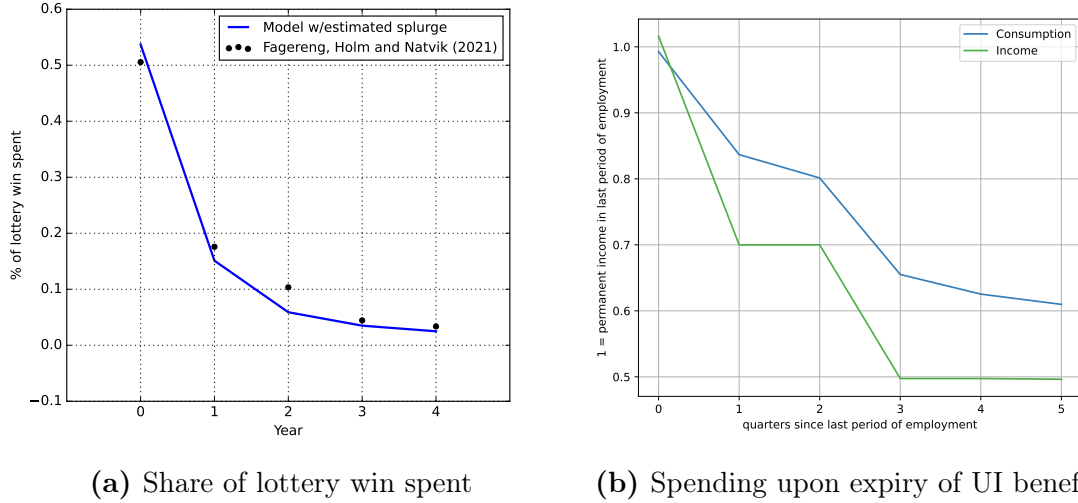 0.6
0.5
0.4
0.3
0.2
0.1
0.0
−0.1
% of lottery win spent
Model w/estimated splurge
Fagereng, Holm and Natvik (2021)
0 1 2 3 4
Year
(a) Share of lottery win spent
1.0
0.9
0.8
0.7
0.6
0.5
1 = permanent income in last period of employment
Consumption
Income
0 1 2 3 4 5
quarters since last period of employment
(b) Spending upon expiry of UI benef